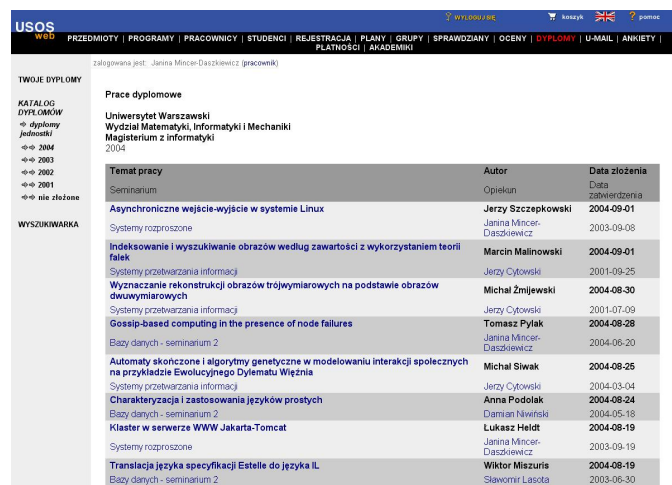 USOS
web
WYLOGUJ SIĘ koszyk pomoc
PRZEDMIOTY | PROGRAMY | PRACOWNICY | STUDENCI | REJESTRACJA | PLANY | GRUPY | SPRAWDZIANY | OCENY | DYPLOMY | U-MAIL | ANKIETY |
PŁATNOŚCI | AKADEMIKI
zalogowana jest: Janina Mincer-Daszkiewicz (pracownik)
TWOJE DYPLOMY
KATALOG
DYPLOMÓW
dyplomy
jednostki
2004
2003
2002
2001
nie złożone
WYSZUKIWARKA
Prace dyplomowe
Uniwersytet Warszawski
Wydział Matematyki, Informatyki i Mechaniki
Magisterium z informatyki
2004
Temat pracy Autor Data złożenia
Seminarium Opiekun Data
zatwierdzenia
Asynchroniczne wejście-wyjście w systemie Linux Jerzy Szczepkowski 2004-09-01
Systemy rozproszone Janina Mincer-
Daszkiewicz 2003-09-08
Indeksowanie i wyszukiwanie obrazów według zawartości z wykorzystaniem teorii
falek Marcin Malinowski 2004-09-01
Systemy przetwarzania informacji Jerzy Cytowski 2001-09-25
Wyznaczanie rekonstrukcji obrazów trójwymiarowych na podstawie obrazów
dwuwymiarowych Michał Żmijewski 2004-08-30
Systemy przetwarzania informacji Jerzy Cytowski 2001-07-09
Gossip-based computing in the presence of node failures Tomasz Pylak 2004-08-28
Bazy danych - seminarium 2 Janina Mincer-
Daszkiewicz 2004-06-20
Automaty skończone i algorytmy genetyczne w modelowaniu interakcji społecznych
na przykładzie Ewolucyjnego Dylematu Więźnia Michał Siwak 2004-08-25
Systemy przetwarzania informacji Jerzy Cytowski 2004-03-04
Charakteryzacja i zastosowania języków prostych Anna Podolak 2004-08-24
Bazy danych - seminarium 2 Damian Niwiński 2004-05-18
Klaster w serwerze WWW Jakarta-Tomcat Łukasz Heldt 2004-08-19
Systemy rozproszone Janina Mincer-
Daszkiewicz 2003-09-19
Translacja języka specyfikacji Estelle do języka IL Wiktor Miszuris 2004-08-19
Bazy danych - seminarium 2 Sławomir Lasota 2003-06-30